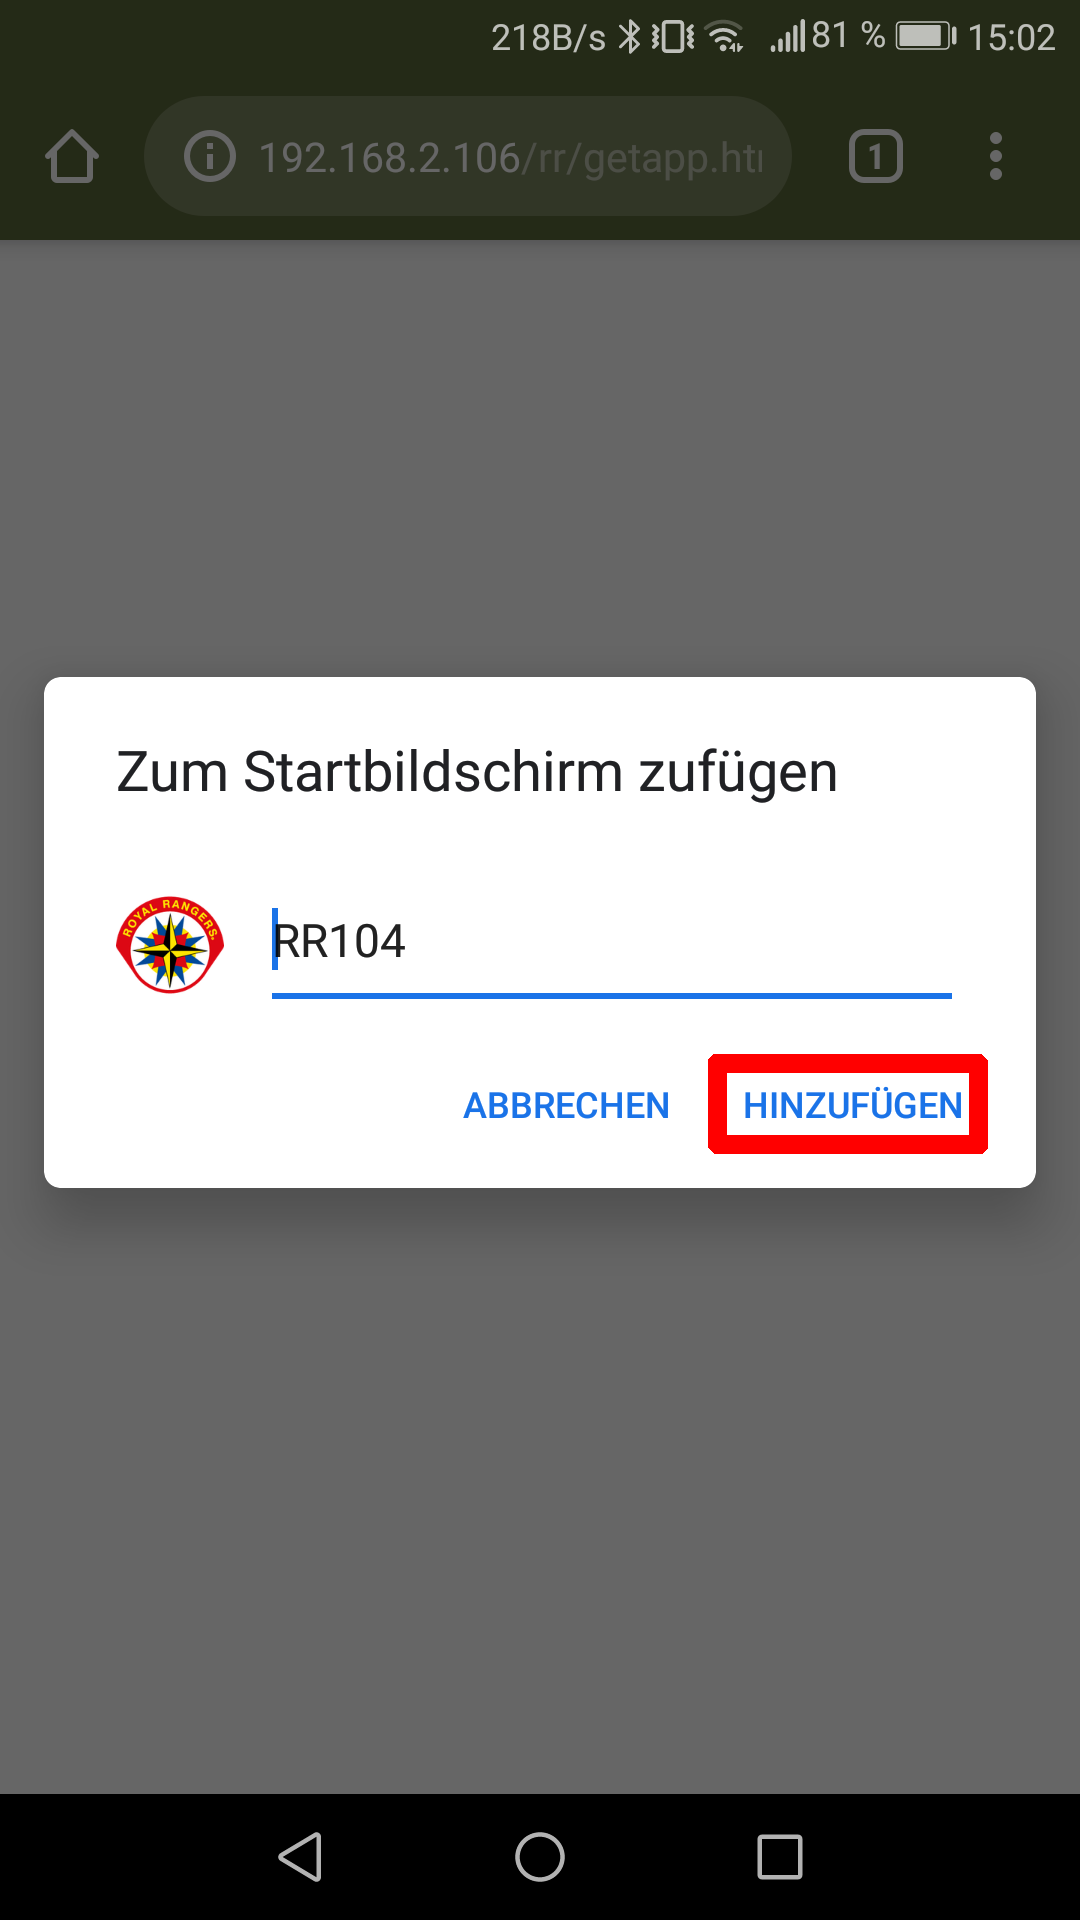 218B/s 81 % 15:02
192.168.2.106/rr/getapp.ht
1
Zum Startbildschirm zufügen
ROYAL RANGERS
RR104
ABBRECHEN HINZUFÜGEN